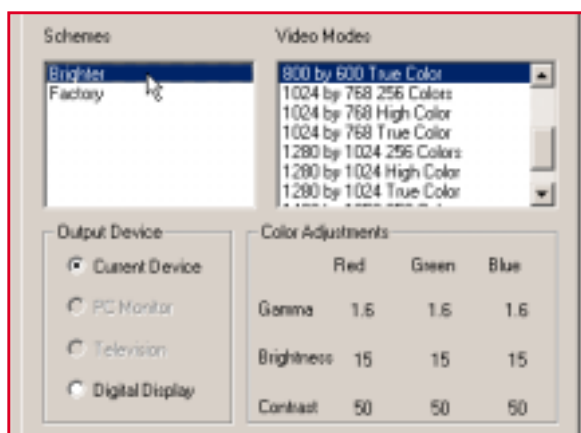 Schemes
Brighter
Factory
Video Modes
800 by 600 True Color
1024 by 768 256 Colors
1024 by 768 High Color
1024 by 768 True Color
1280 by 1024 256 Colors
1280 by 1024 High Color
1280 by 1024 True Color
Output Device
Current Device
PC Monitor
Television
Digital Display
Color Adjustments
Red Green Blue
Gamma 1.6 1.6 1.6
Brightness 15 15 15
Contrast 50 50 50